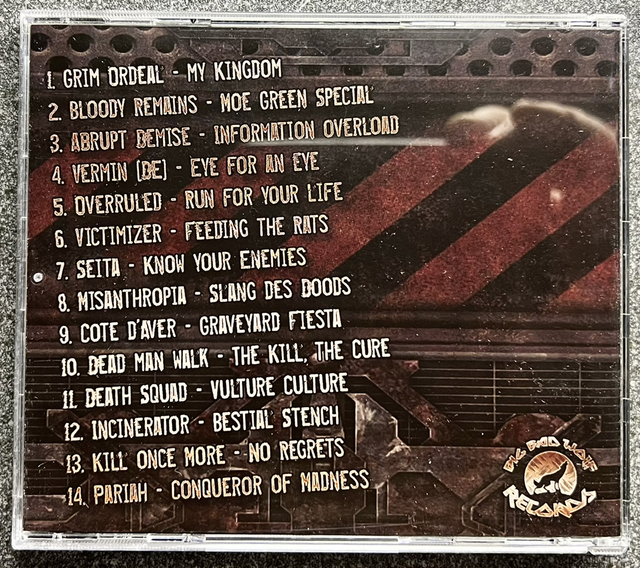 1. GRIM ORDEAL - MY KINGDOM
2. BLOODY REMAINS - MOE GREEN SPECIAL
3. ABRUPT DEMISE - INFORMATION OVERLOAD
4. VERMIN [DE] - EYE FOR AN EYE
5. OVERRULED - RUN FOR YOUR LIFE
6. VICTIMIZER - FEEDING THE RATS
7. SEITA - KNOW YOUR ENEMIES
8. MISANTHROPIA - SLANG DES DOODS
9. COTE D'AVER - GRAVEYARD FIESTA
10. DEAD MAN WALK - THE KILL, THE CURE
11. DEATH SQUAD - VULTURE CULTURE
12. INCINERATOR - BESTIAL STENCH
13. KILL ONCE MORE - NO REGRETS
14. PARIAH - CONQUEROR OF MADNESS
BIG BAD WOLF
RECORDS